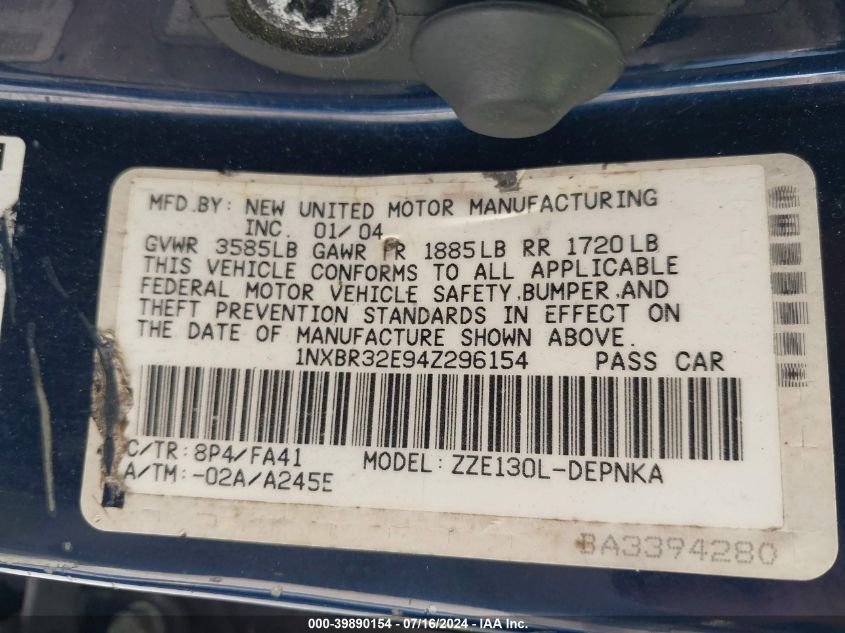 MFD.BY: NEW UNITED MOTOR MANUFACTURING
INC. 01/04
GVWR 3585LB GAWR FR 1885LB RR 1720LB
THIS VEHICLE CONFORMS TO ALL APPLICABLE
FEDERAL MOTOR VEHICLE SAFETY,BUMPER,AND
THEFT PREVENTION STANDARDS IN EFFECT ON
THE DATE OF MANUFACTURE SHOWN ABOVE.
1NXBR32E94Z296154 PASS CAR
C/TR: 8P4/FA41 MODEL: ZZE130L-DEPNKA
A/TM:-02A/A245E
BA3394280
000-39890154 - 07/16/2024 - IAA Inc.